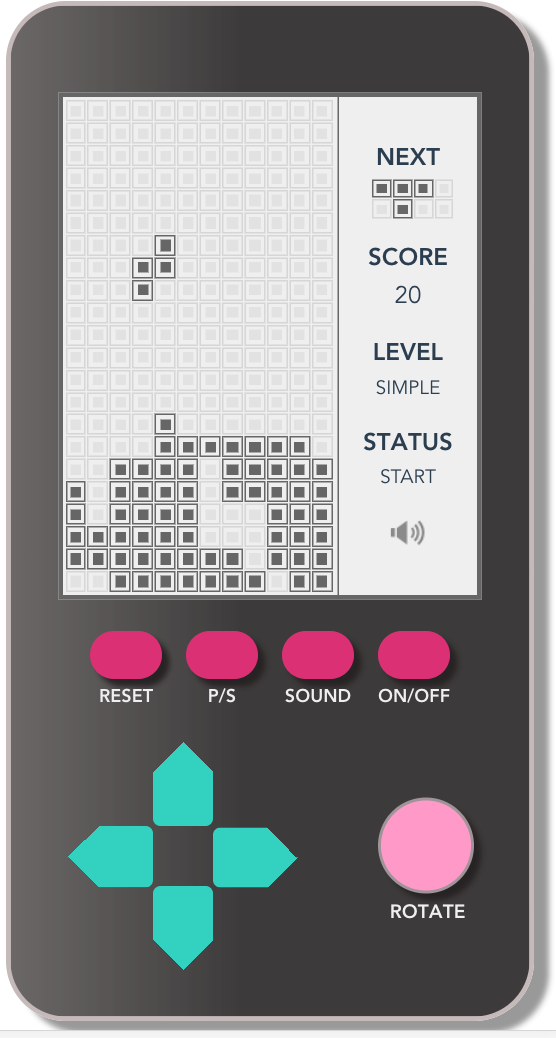 NEXT
SCORE
20
LEVEL
SIMPLE
STATUS
START
RESET
P/S
SOUND
ON/OFF
ROTATE